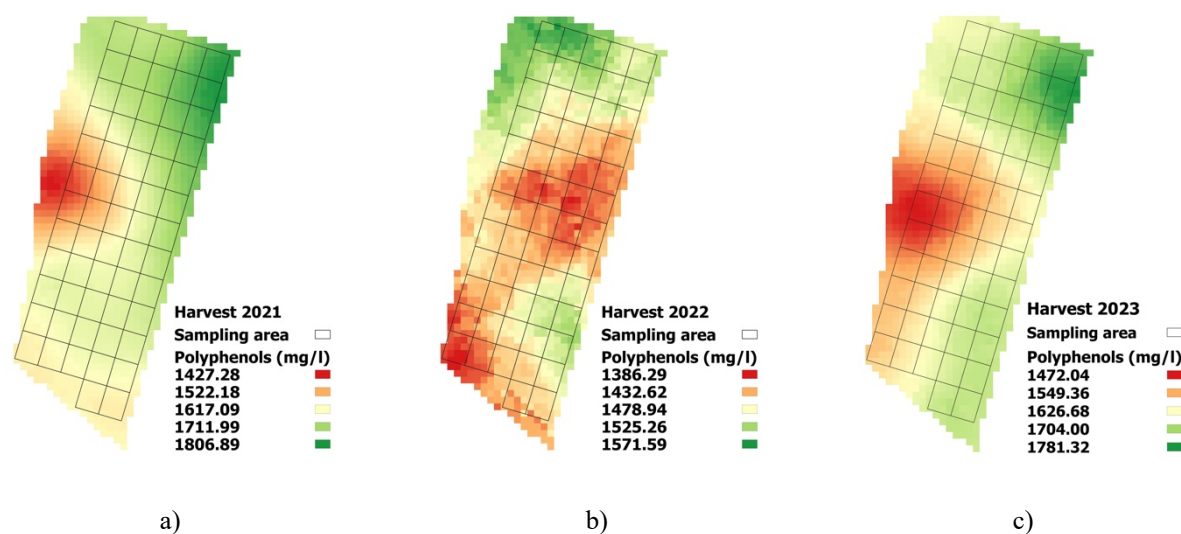 Harvest 2021
Sampling area
Polyphenols (mg/l)
1427.28
1522.18
1617.09
1711.99
1806.89
Harvest 2022
Sampling area
Polyphenols (mg/l)
1386.29
1432.62
1478.94
1525.26
1571.59
Harvest 2023
Sampling area
Polyphenols (mg/l)
1472.04
1549.36
1626.68
1704.00
1781.32
a)
b)
c)